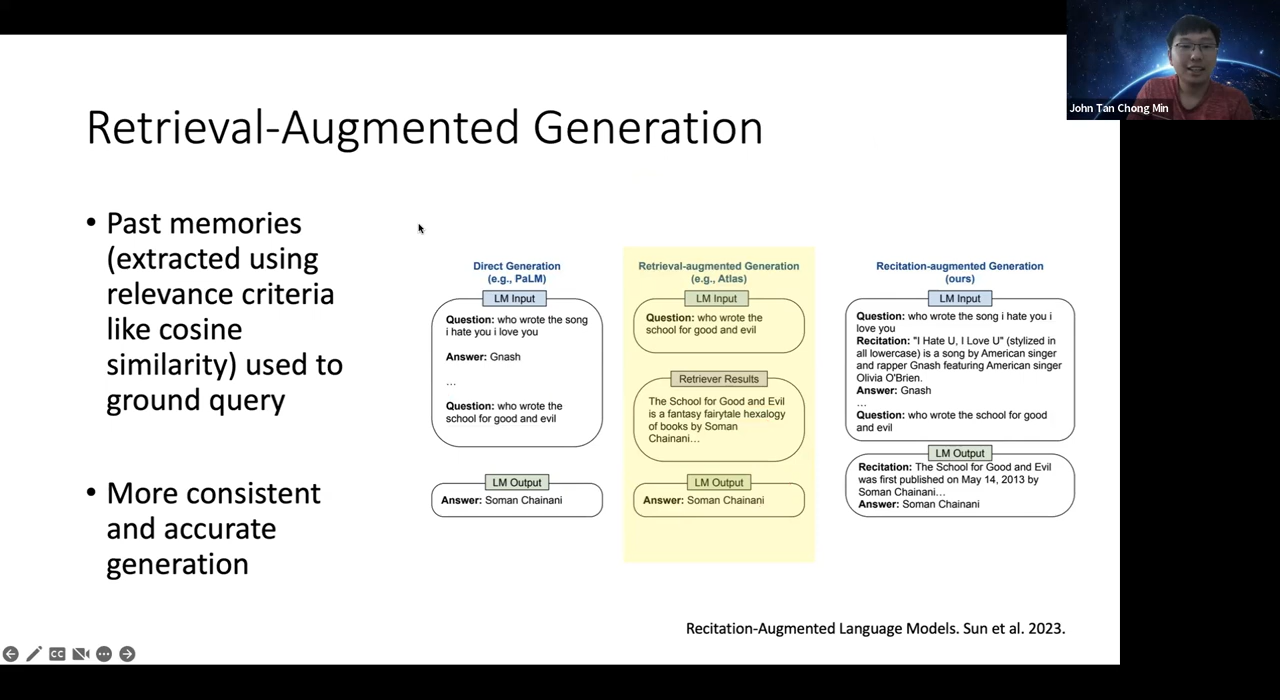 John Tan Chong Min
Retrieval-Augmented Generation
• Past memories
(extracted using
relevance criteria
like cosine
similarity) used to
ground query
• More consistent
and accurate
generation
Direct Generation
(e.g., PaLM)
LM Input
Question: who wrote the song
i hate you i love you
Answer: Gnash
...
Question: who wrote the
school for good and evil
LM Output
Answer: Soman Chainani
Retrieval-augmented Generation
(e.g., Atlas)
LM Input
Question: who wrote the
school for good and evil
Retriever Results
The School for Good and Evil
is a fantasy fairytale hexalogy
of books by Soman
Chainani…
LM Output
Answer: Soman Chainani
Recitation-augmented Generation
(ours)
LM Input
Question: who wrote the song i hate you i
love you
Recitation: "I Hate U, I Love U" (stylized in
all lowercase) is a song by American singer
and rapper Gnash featuring American singer
Olivia O'Brien.
Answer: Gnash
...
Question: who wrote the school for good
and evil
LM Output
Recitation: The School for Good and Evil
was first published on May 14, 2013 by
Soman Chainani…
Answer: Soman Chainani
Recitation-Augmented Language Models. Sun et al. 2023.
CC